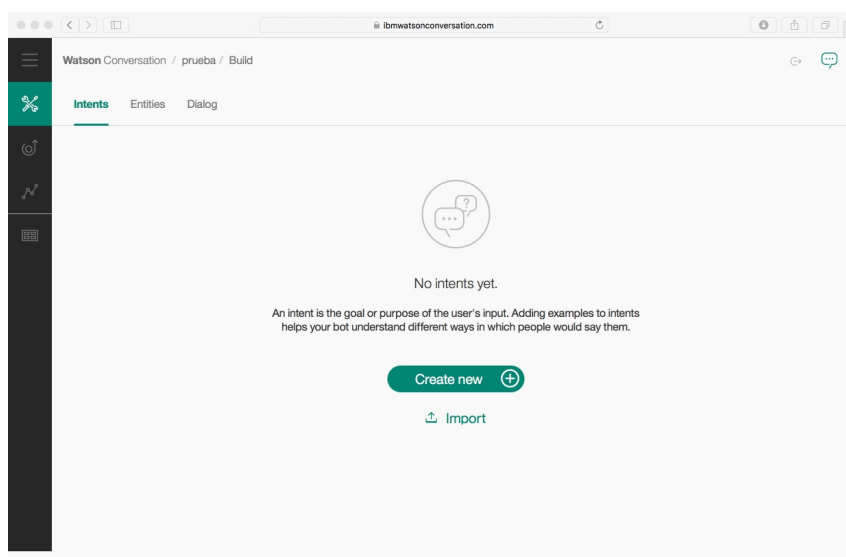 ibmwatsonconversation.com
Watson Conversation / prueba / Build
Intents Entities Dialog
?
No intents yet.
An intent is the goal or purpose of the user's input. Adding examples to intents
helps your bot understand different ways in which people would say them.
Create new
Import